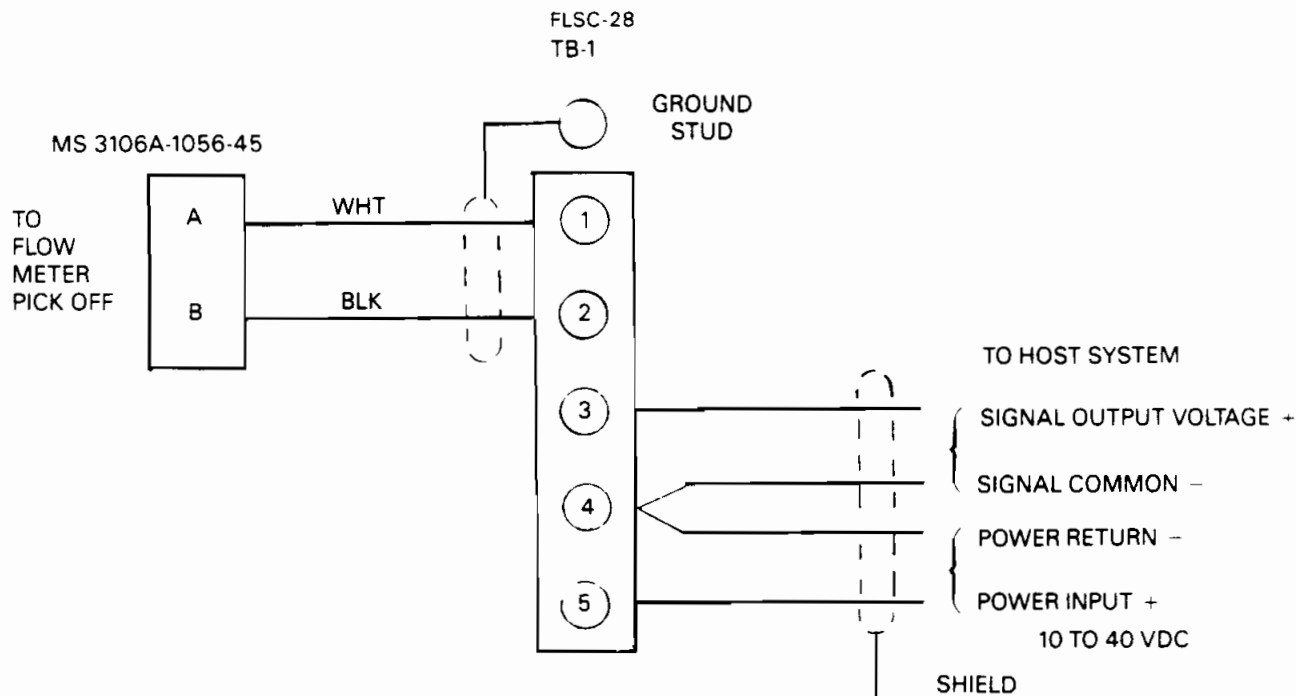 FLSC-28
TB-1
GROUND
STUD
MS 3106A-1056-45
TO
FLOW
METER
PICK OFF
A
WHT
1
B
BLK
2
3
4
5
TO HOST SYSTEM
SIGNAL OUTPUT VOLTAGE +
SIGNAL COMMON −
POWER RETURN −
POWER INPUT +
10 TO 40 VDC
SHIELD